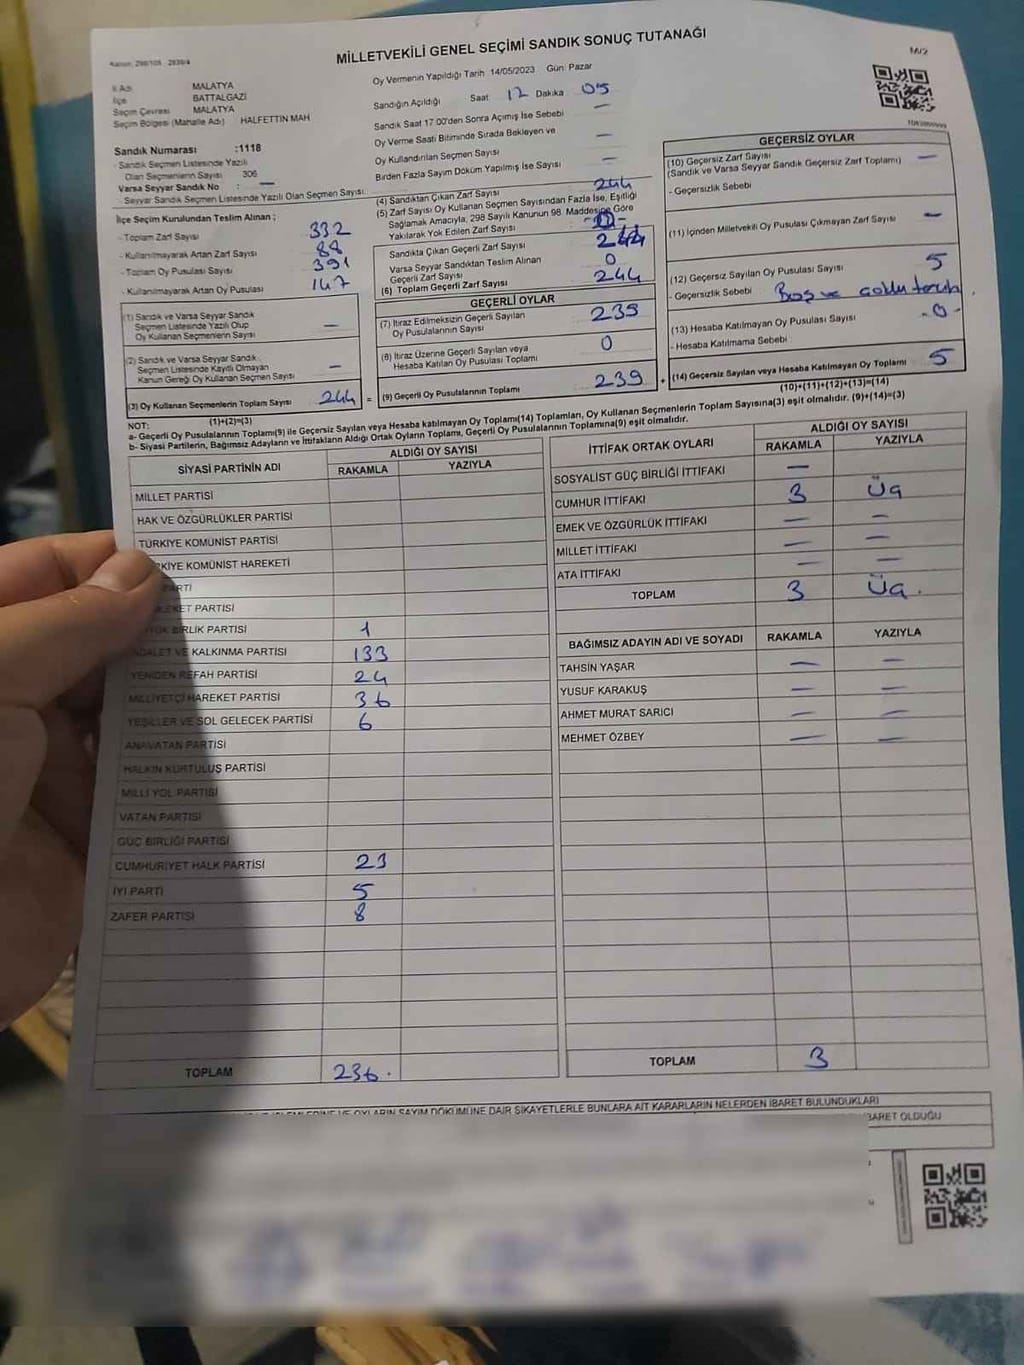 Kanun: 298/105 , 2839/4
MİLLETVEKİLİ GENEL SEÇİMİ SANDIK SONUÇ TUTANAĞI
M/2
İl Adı MALATYA
İlçe BATTALGAZİ
Seçim Çevresi MALATYA
Seçim Bölgesi (Mahalle Adı) HALFETTİN MAH
Sandık Numarası :1118
- Sandık Seçmen Listesinde Yazılı
Olan Seçmenlerin Sayısı 306
Varsa Seyyar Sandık No : —
- Seyyar Sandık Seçmen Listesinde Yazılı Olan Seçmen Sayısı
İlçe Seçim Kurulundan Teslim Alınan ;
- Toplam Zarf Sayısı 332
- Kullanılmayarak Artan Zarf Sayısı 88
- Toplam Oy Pusulası Sayısı 391
- Kullanılmayarak Artan Oy Pusulası 147
(1) Sandık ve Varsa Seyyar Sandık
Seçmen Listesinde Yazılı Olup
Oy Kullanan Seçmenlerin Sayısı —
(2) Sandık ve Varsa Seyyar Sandık
Seçmen Listesinde Kayıtlı Olmayan
Kanun Gereği Oy Kullanan Seçmen Sayısı —
(3) Oy Kullanan Seçmenlerin Toplam Sayısı 244
(1)+(2)=(3)
Oy Vermenin Yapıldığı Tarih 14/05/2023 Gün: Pazar
Sandığın Açıldığı Saat 17 Dakika 05
Sandık Saat 17.00'den Sonra Açımış İse Sebebi —
Oy Verme Saati Bitiminde Sırada Bekleyen ve
Oy Kullandırılan Seçmen Sayısı —
Birden Fazla Sayım Döküm Yapılmış İse Sayısı —
(4) Sandıktan Çıkan Zarf Sayısı 244
(5) Zarf Sayısı Oy Kullanan Seçmen Sayısından Fazla İse, Eşitliği
Sağlamak Amacıyla, 298 Sayılı Kanunun 98. Maddesine Göre
Yakılarak Yok Edilen Zarf Sayısı -0-
Sandıkta Çıkan Geçerli Zarf Sayısı 244
Varsa Seyyar Sandıktan Teslim Alınan
Geçerli Zarf Sayısı 0
(6) Toplam Geçerli Zarf Sayısı 244
GEÇERLİ OYLAR
(7) İtiraz Edilmeksizin Geçerli Sayılan
Oy Pusulalarının Sayısı 239
(8) İtiraz Üzerine Geçerli Sayılan veya
Hesaba Katılan Oy Pusulası Toplamı 0
= (9) Geçerli Oy Pusulalarının Toplamı 239 +
GEÇERSİZ OYLAR
(10) Geçersiz Zarf Sayısı —
(Sandık ve Varsa Seyyar Sandık Geçersiz Zarf Toplamı)
- Geçersizlik Sebebi
(11) İçinden Milletvekili Oy Pusulası Çıkmayan Zarf Sayısı —
(12) Geçersiz Sayılan Oy Pusulası Sayısı 5
- Geçersizlik Sebebi Boş ve çoklu tercih
(13) Hesaba Katılmayan Oy Pusulası Sayısı -0-
- Hesaba Katılmama Sebebi
(14) Geçersiz Sayılan veya Hesaba Katılmayan Oy Toplamı 5
(10)+(11)+(12)+(13)=(14)
NOT:
a- Geçerli Oy Pusulalarının Toplamı(9) ile Geçersiz Sayılan veya Hesaba katılmayan Oy Toplamı(14) Toplamları, Oy Kullanan Seçmenlerin Toplam Sayısına(3) eşit olmalıdır. (9)+(14)=(3)
b- Siyasi Partilerin, Bağımsız Adayların ve İttifakların Aldığı Ortak Oyların Toplamı, Geçerli Oy Pusulalarının Toplamına(9) eşit olmalıdır.
SİYASİ PARTİNİN ADI ALDIĞI OY SAYISI
RAKAMLA YAZIYLA
MİLLET PARTİSİ
HAK VE ÖZGÜRLÜKLER PARTİSİ
TÜRKİYE KOMÜNİST PARTİSİ
RKİYE KOMÜNİST HAREKETİ
PARTİ
EKET PARTİSİ
BİRLİK PARTİSİ 1
ADALET VE KALKINMA PARTİSİ 133
YENİDEN REFAH PARTİSİ 24
MİLLİYETÇİ HAREKET PARTİSİ 36
YEŞİLLER VE SOL GELECEK PARTİSİ 6
ANAVATAN PARTİSİ
HALKIN KURTULUŞ PARTİSİ
MİLLİ YOL PARTİSİ
VATAN PARTİSİ
GÜÇ BİRLİĞİ PARTİSİ
CUMHURİYET HALK PARTİSİ 23
İYİ PARTİ 5
ZAFER PARTİSİ 8
TOPLAM 236.
İTTİFAK ORTAK OYLARI ALDIĞI OY SAYISI
RAKAMLA YAZIYLA
SOSYALİST GÜÇ BİRLİĞİ İTTİFAKI —
CUMHUR İTTİFAKI 3 Üç
EMEK VE ÖZGÜRLÜK İTTİFAKI — —
MİLLET İTTİFAKI — —
ATA İTTİFAKI — —
TOPLAM 3 Üç.
BAĞIMSIZ ADAYIN ADI VE SOYADI RAKAMLA YAZIYLA
TAHSİN YAŞAR — —
YUSUF KARAKUŞ — —
AHMET MURAT SARICI — —
MEHMET ÖZBEY — —
TOPLAM 3
OYLARIN SAYIM DÖKÜMÜNE DAİR ŞİKAYETLERLE BUNLARA AİT KARARLARIN NELERDEN İBARET BULUNDUKLARI
BARET OLDUĞU